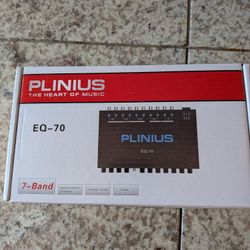 PLINIUS
THE HEART OF MUSIC
EQ-70
PLINIUS
EQ-70
7-Band